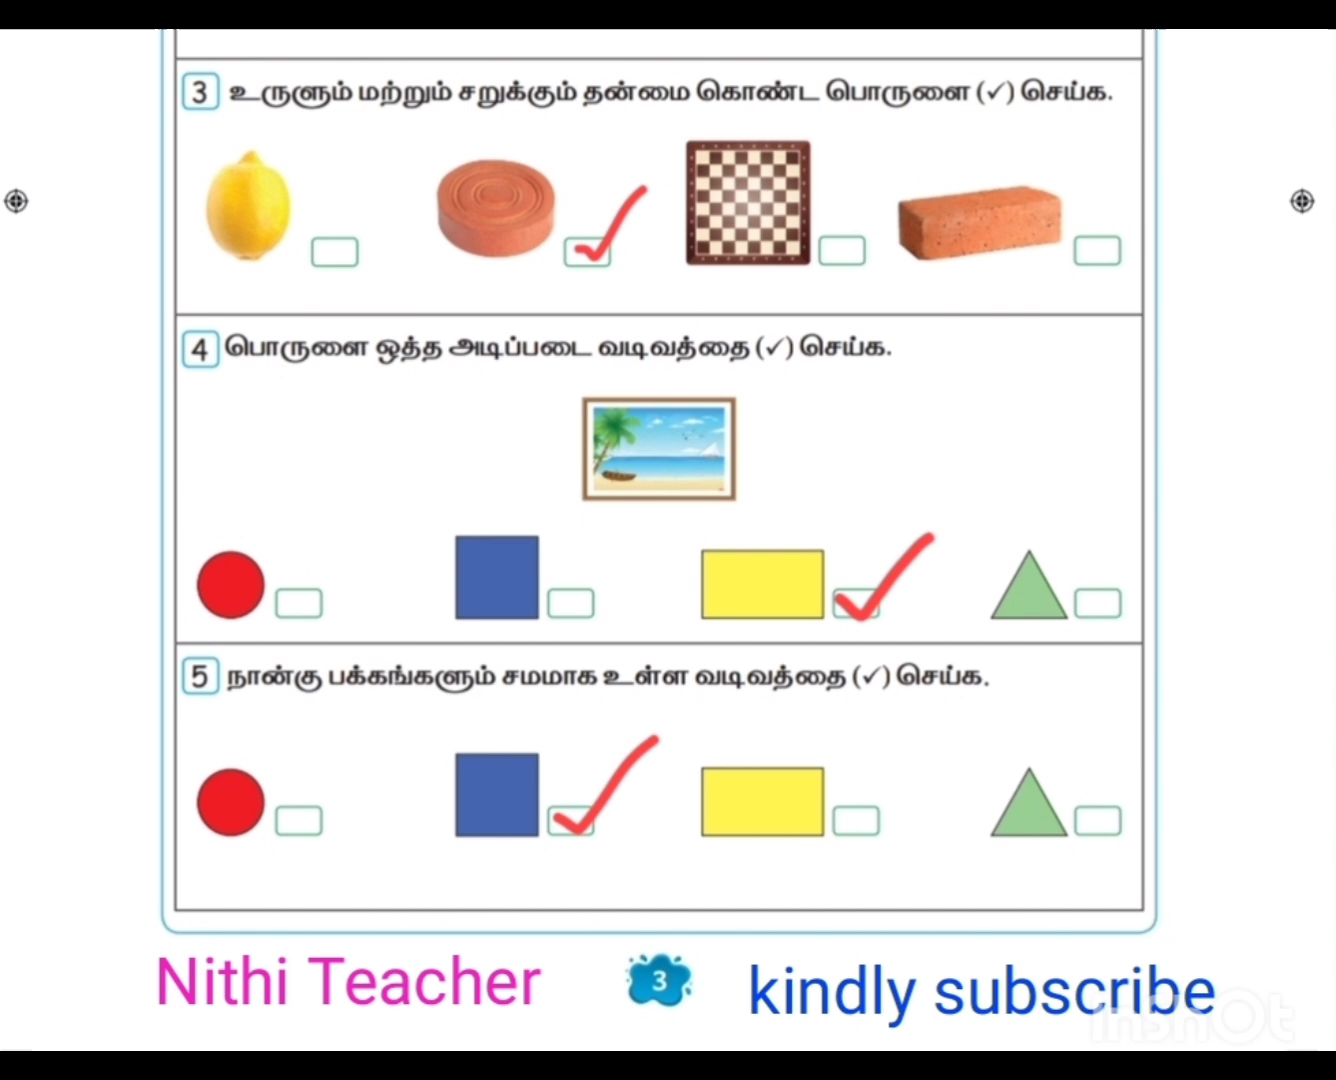 3 உருளும் மற்றும் சறுக்கும் தன்மை கொண்ட பொருளை (✓) செய்க.
4 பொருளை ஒத்த அடிப்படை வடிவத்தை (✓) செய்க.
5 நான்கு பக்கங்களும் சமமாக உள்ள வடிவத்தை (✓) செய்க.
Nithi Teacher 3 kindly subscribe
InShOt